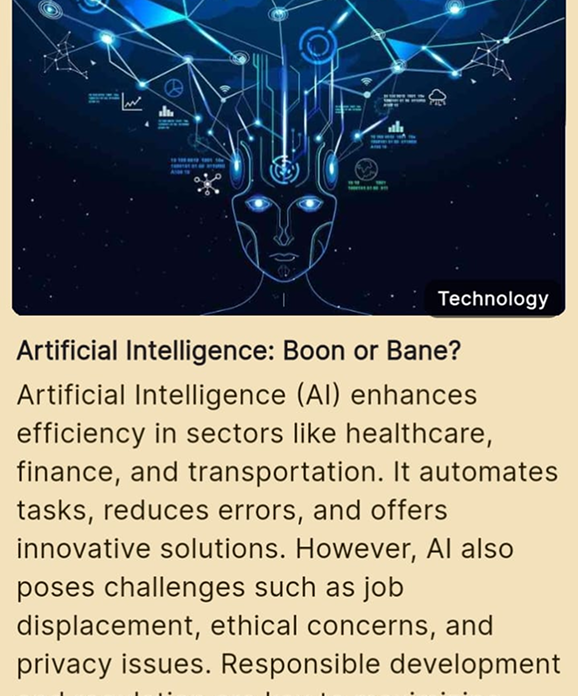 Technology
Artificial Intelligence: Boon or Bane?
Artificial Intelligence (AI) enhances
efficiency in sectors like healthcare,
finance, and transportation. It automates
tasks, reduces errors, and offers
innovative solutions. However, AI also
poses challenges such as job
displacement, ethical concerns, and
privacy issues. Responsible development